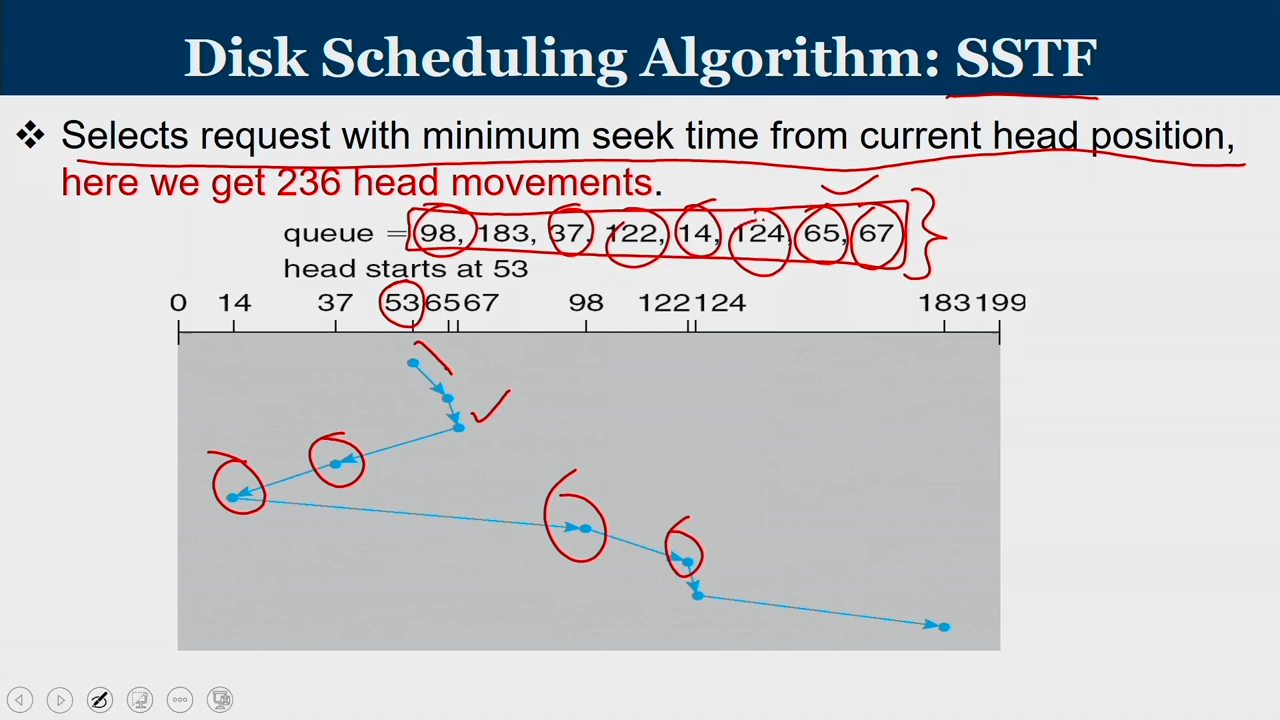 Disk Scheduling Algorithm: SSTF
❖ Selects request with minimum seek time from current head position,
here we get 236 head movements.
queue = 98, 183, 37, 122, 14, 124, 65, 67
head starts at 53
0 14 37 53 65 67 98 122 124 183 199